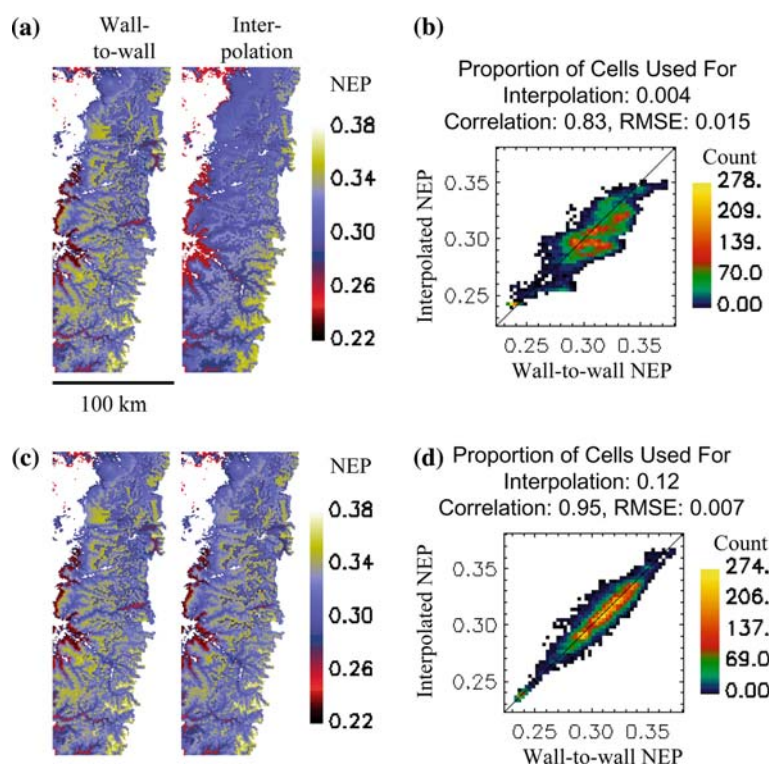 (a)
Wall-
to-wall
Inter-
polation
NEP
0.38
0.34
0.30
0.26
0.22
100 km
(b)
Proportion of Cells Used For
Interpolation: 0.004
Correlation: 0.83, RMSE: 0.015
Count
278.
209.
139.
70.0
0.00
Interpolated NEP
0.35
0.30
0.25
0.25 0.30 0.35
Wall-to-wall NEP
(c)
NEP
0.38
0.34
0.30
0.26
0.22
(d)
Proportion of Cells Used For
Interpolation: 0.12
Correlation: 0.95, RMSE: 0.007
Count
274.
206.
137.
69.0
0.00
Interpolated NEP
0.35
0.30
0.25
0.25 0.30 0.35
Wall-to-wall NEP